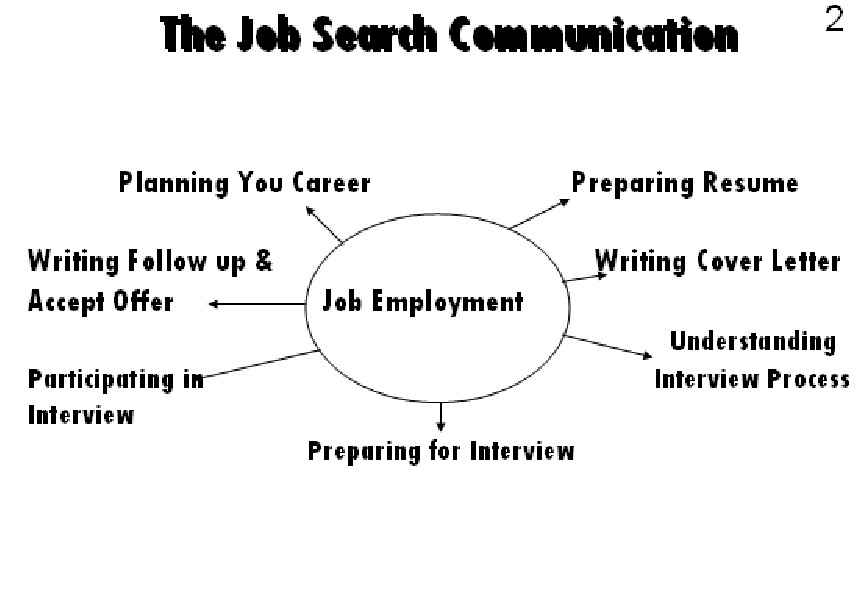 The Job Search Communication
2
Planning You Career
Preparing Resume
Writing Follow up &
Accept Offer
Job Employment
Writing Cover Letter
Understanding
Interview Process
Participating in
Interview
Preparing for Interview